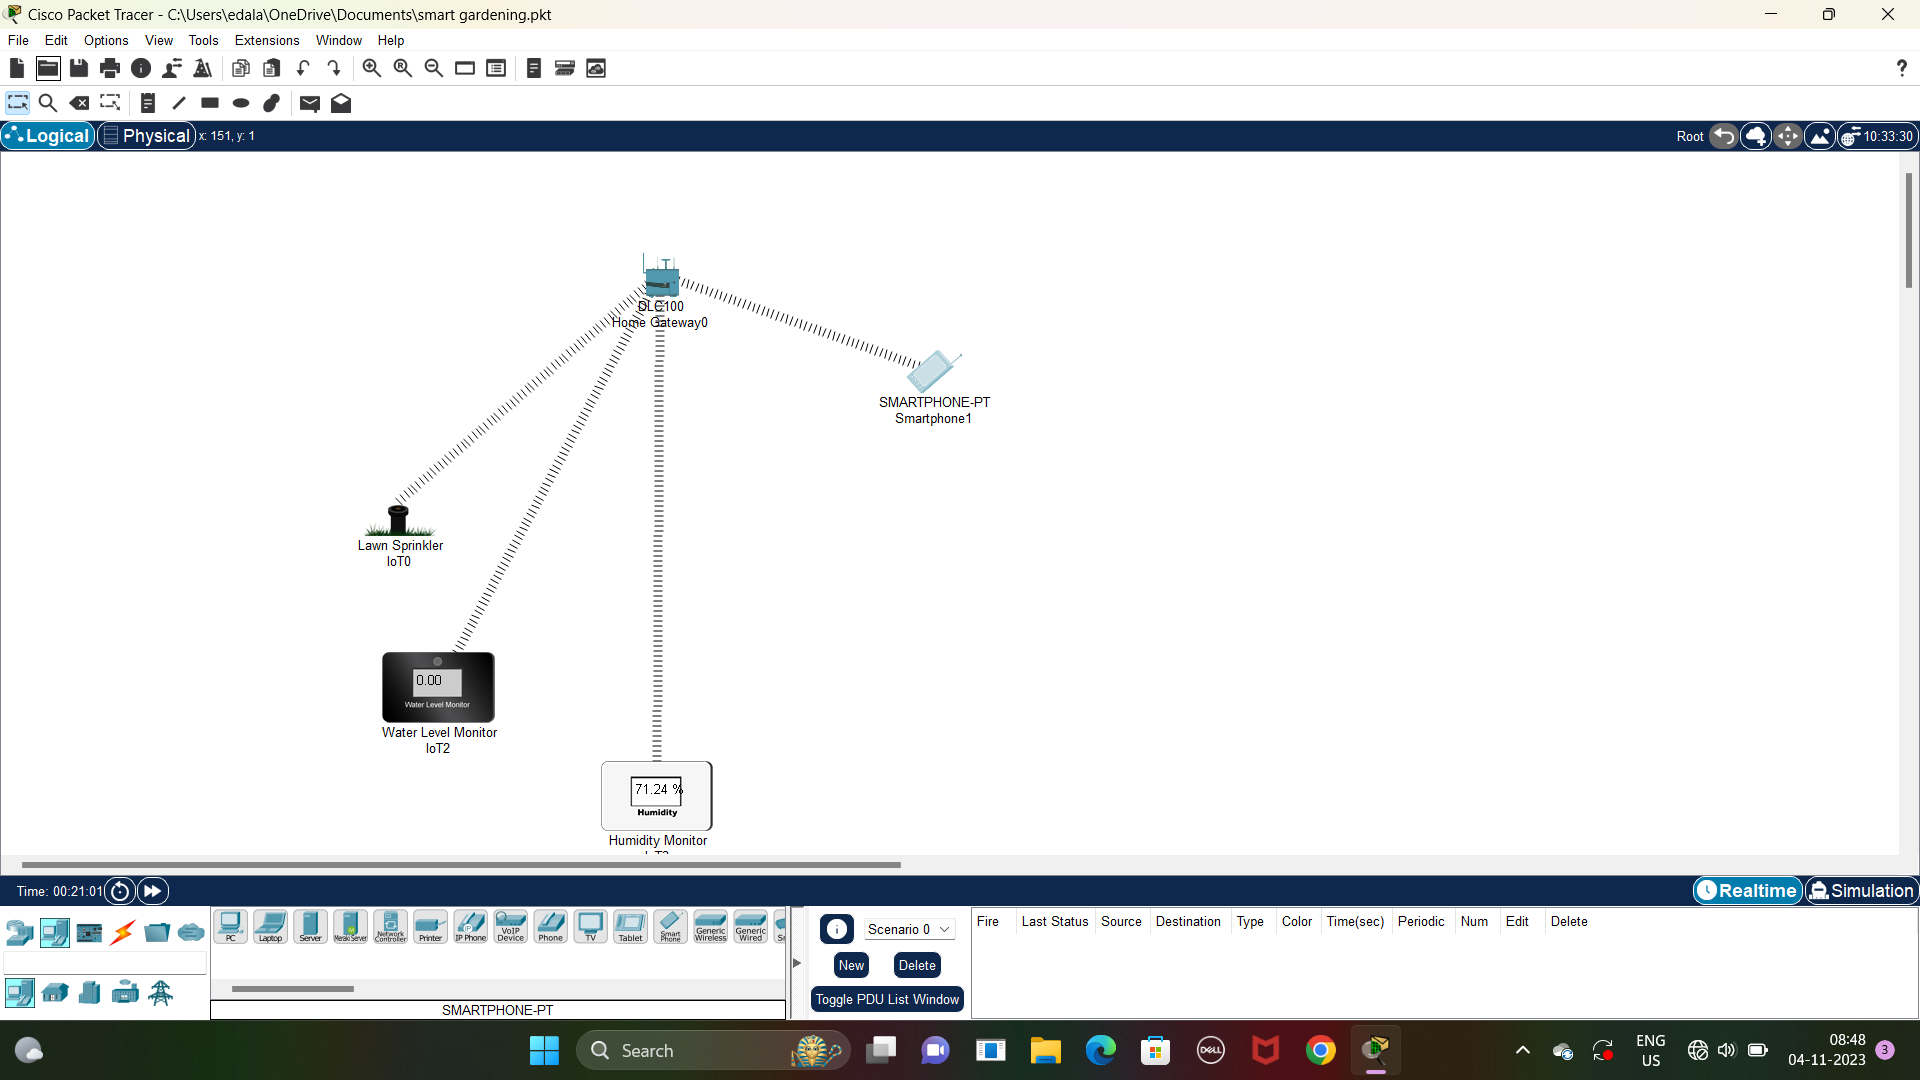 Cisco Packet Tracer - C:\Users\edala\OneDrive\Documents\smart gardening.pkt
File Edit Options View Tools Extensions Window Help
?
Logical Physical x: 151, y: 1 Root 10:33:30
DLC100
Home Gateway0
SMARTPHONE-PT
Smartphone1
Lawn Sprinkler
IoT0
0.00
Water Level Monitor
Water Level Monitor
IoT2
71.24 %
Humidity
Humidity Monitor
Time: 00:21:01 Realtime Simulation
PC Laptop Server Meraki Server Network Controller Printer IP Phone VoIP Device Phone TV Tablet Smart Phone Generic Wireless Generic Wired
SMARTPHONE-PT
Scenario 0
New Delete
Toggle PDU List Window
Fire Last Status Source Destination Type Color Time(sec) Periodic Num Edit Delete
Search
DELL
ENG
US
08:48
04-11-2023
3